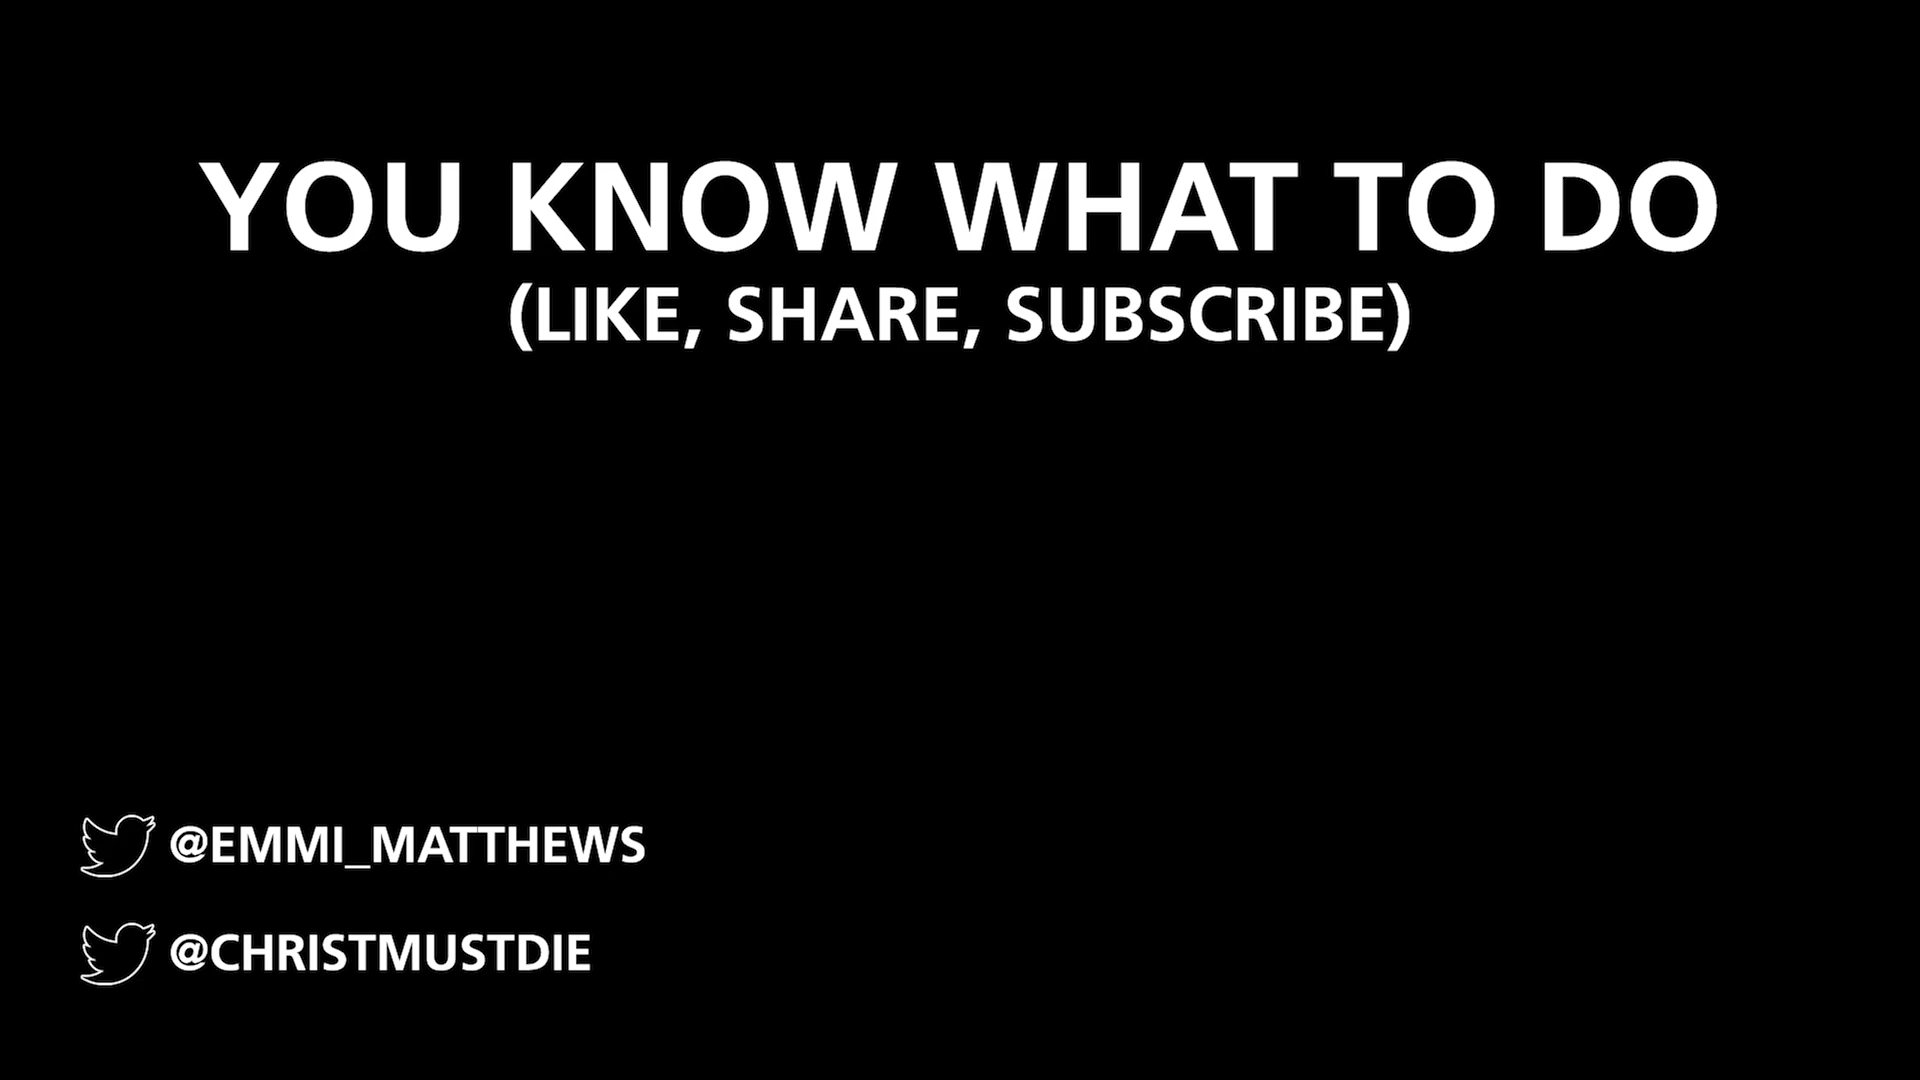 YOU KNOW WHAT TO DO
(LIKE, SHARE, SUBSCRIBE)
@EMMI_MATTHEWS
@CHRISTMUSTDIE